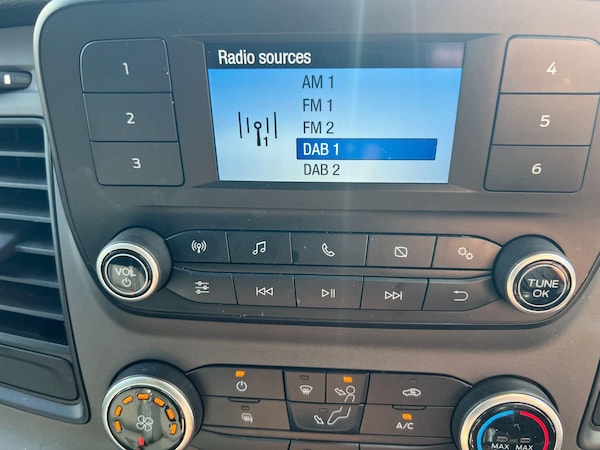 Radio sources
AM 1
FM 1
FM 2
DAB 1
DAB 2
1
1
2
3
4
5
6
VOL
TUNE
OK
A/C
MAX MAX